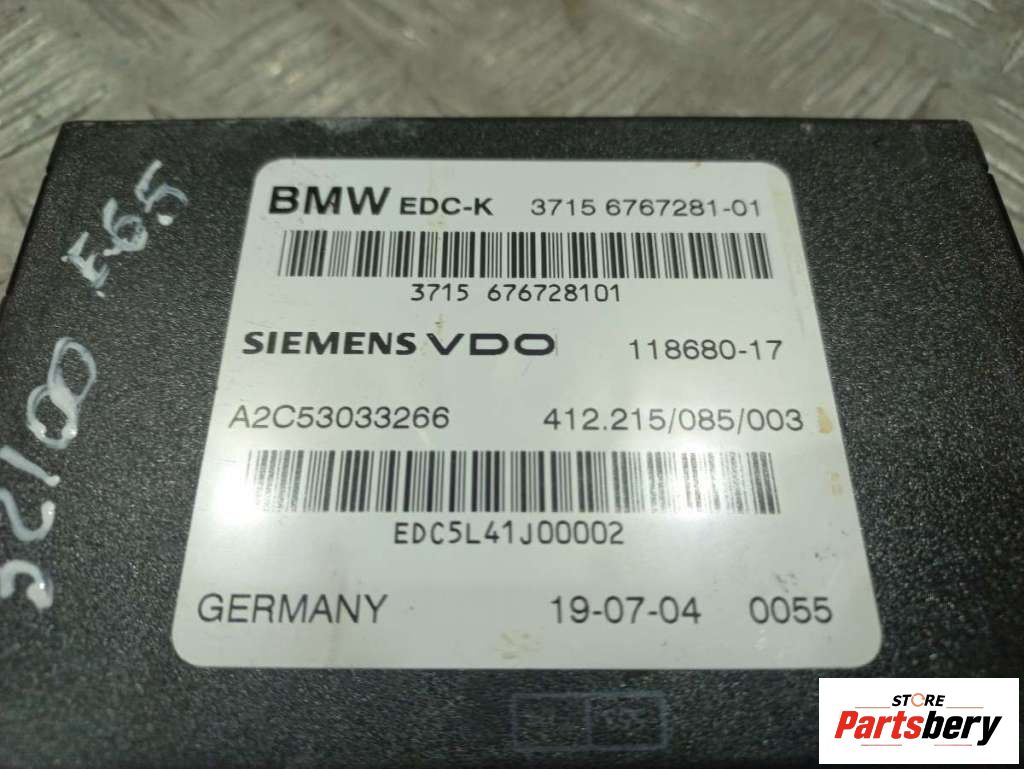 BMW EDC-K 3715 6767281-01
3715 676728101
SIEMENS VDO 118680-17
A2C53033266 412.215/085/003
EDC5L41J00002
GERMANY 19-07-04 0055
E65
STORE
Partsbery